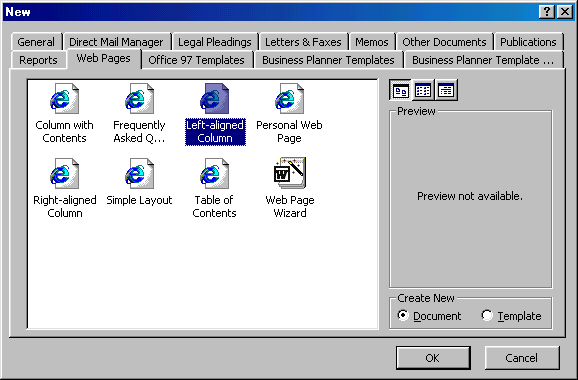 New
General Direct Mail Manager Legal Pleadings Letters & Faxes Memos Other Documents Publications
Reports Web Pages Office 97 Templates Business Planner Templates Business Planner Template ...
Column with Contents
Frequently Asked Q...
Left-aligned Column
Personal Web Page
Right-aligned Column
Simple Layout
Table of Contents
Web Page Wizard
Preview
Preview not available.
Create New
Document Template
OK Cancel